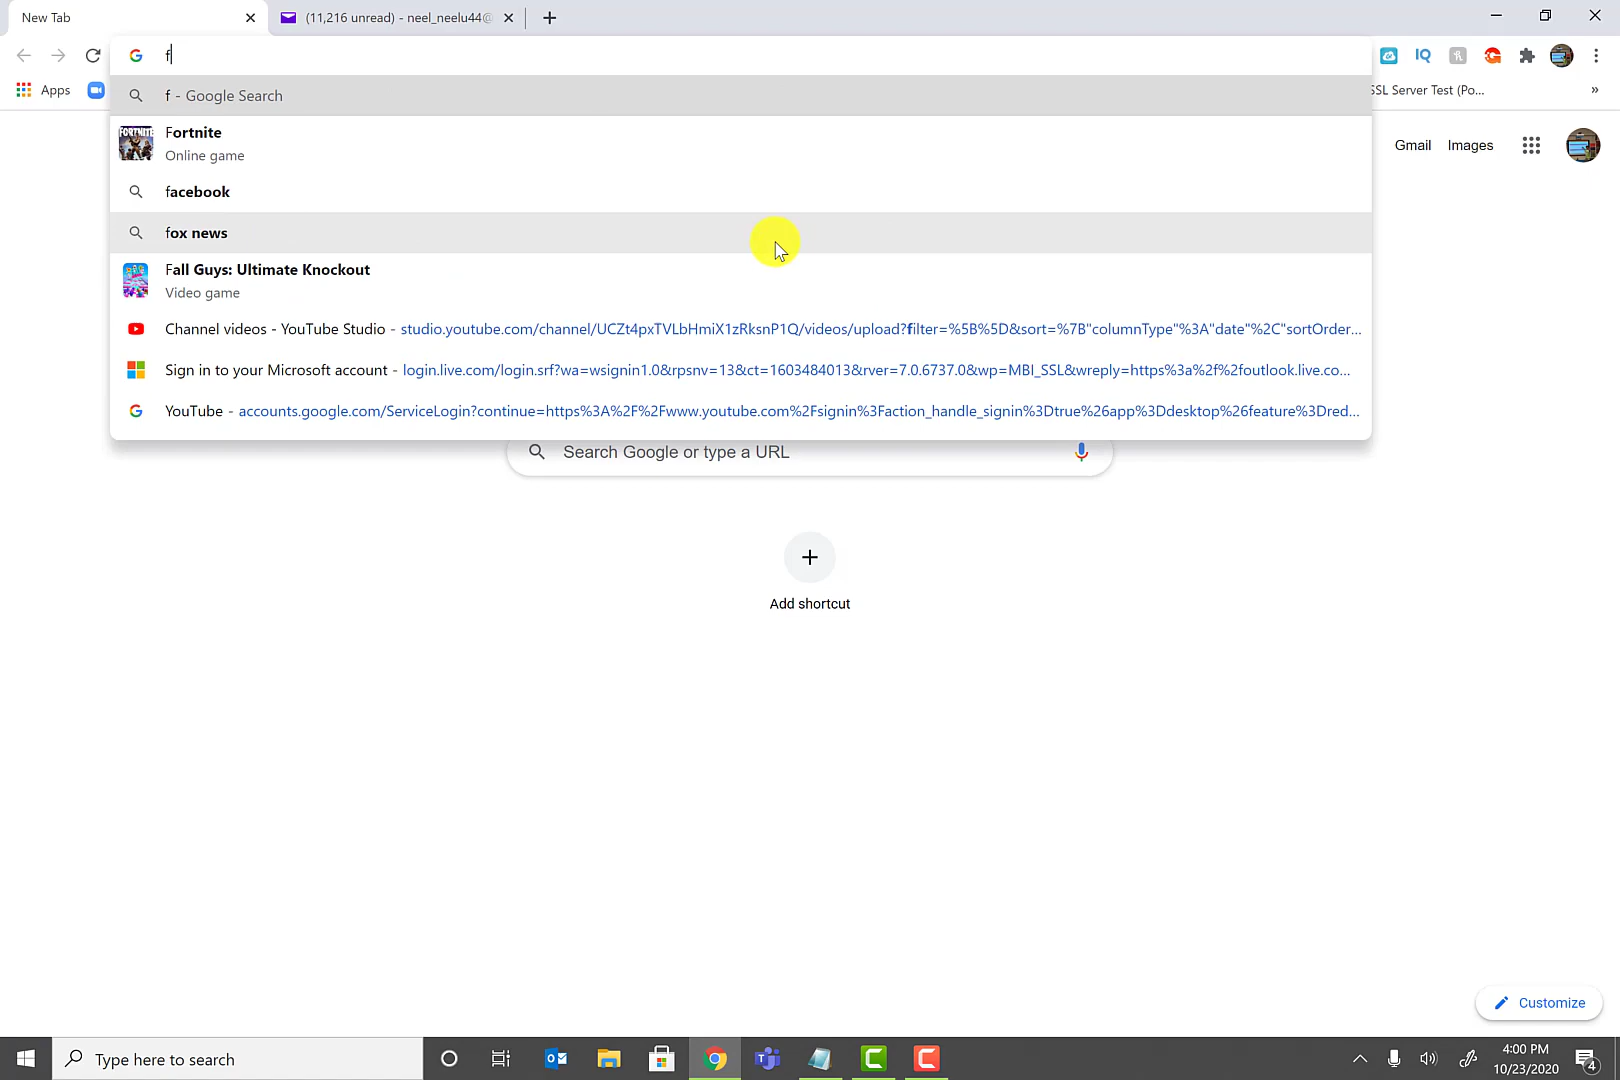 New Tab
(11,216 unread) - neel_neelu44@
f
Apps
SSL Server Test (Po...
»
f - Google Search
Fortnite
Online game
facebook
fox news
Fall Guys: Ultimate Knockout
Video game
Channel videos - YouTube Studio - studio.youtube.com/channel/UCZt4pxTVLbHmiX1zRksnP1Q/videos/upload?filter=%5B%5D&sort=%7B"columnType"%3A"date"%2C"sortOrder...
Sign in to your Microsoft account - login.live.com/login.srf?wa=wsignin1.0&rpsnv=13&ct=1603484013&rver=7.0.6737.0&wp=MBI_SSL&wreply=https%3a%2f%2foutlook.live.co...
YouTube - accounts.google.com/ServiceLogin?continue=https%3A%2F%2Fwww.youtube.com%2Fsignin%3Faction_handle_signin%3Dtrue%26app%3Ddesktop%26feature%3Dred...
Gmail Images
Search Google or type a URL
Add shortcut
Customize
Type here to search
4:00 PM
10/23/2020
4